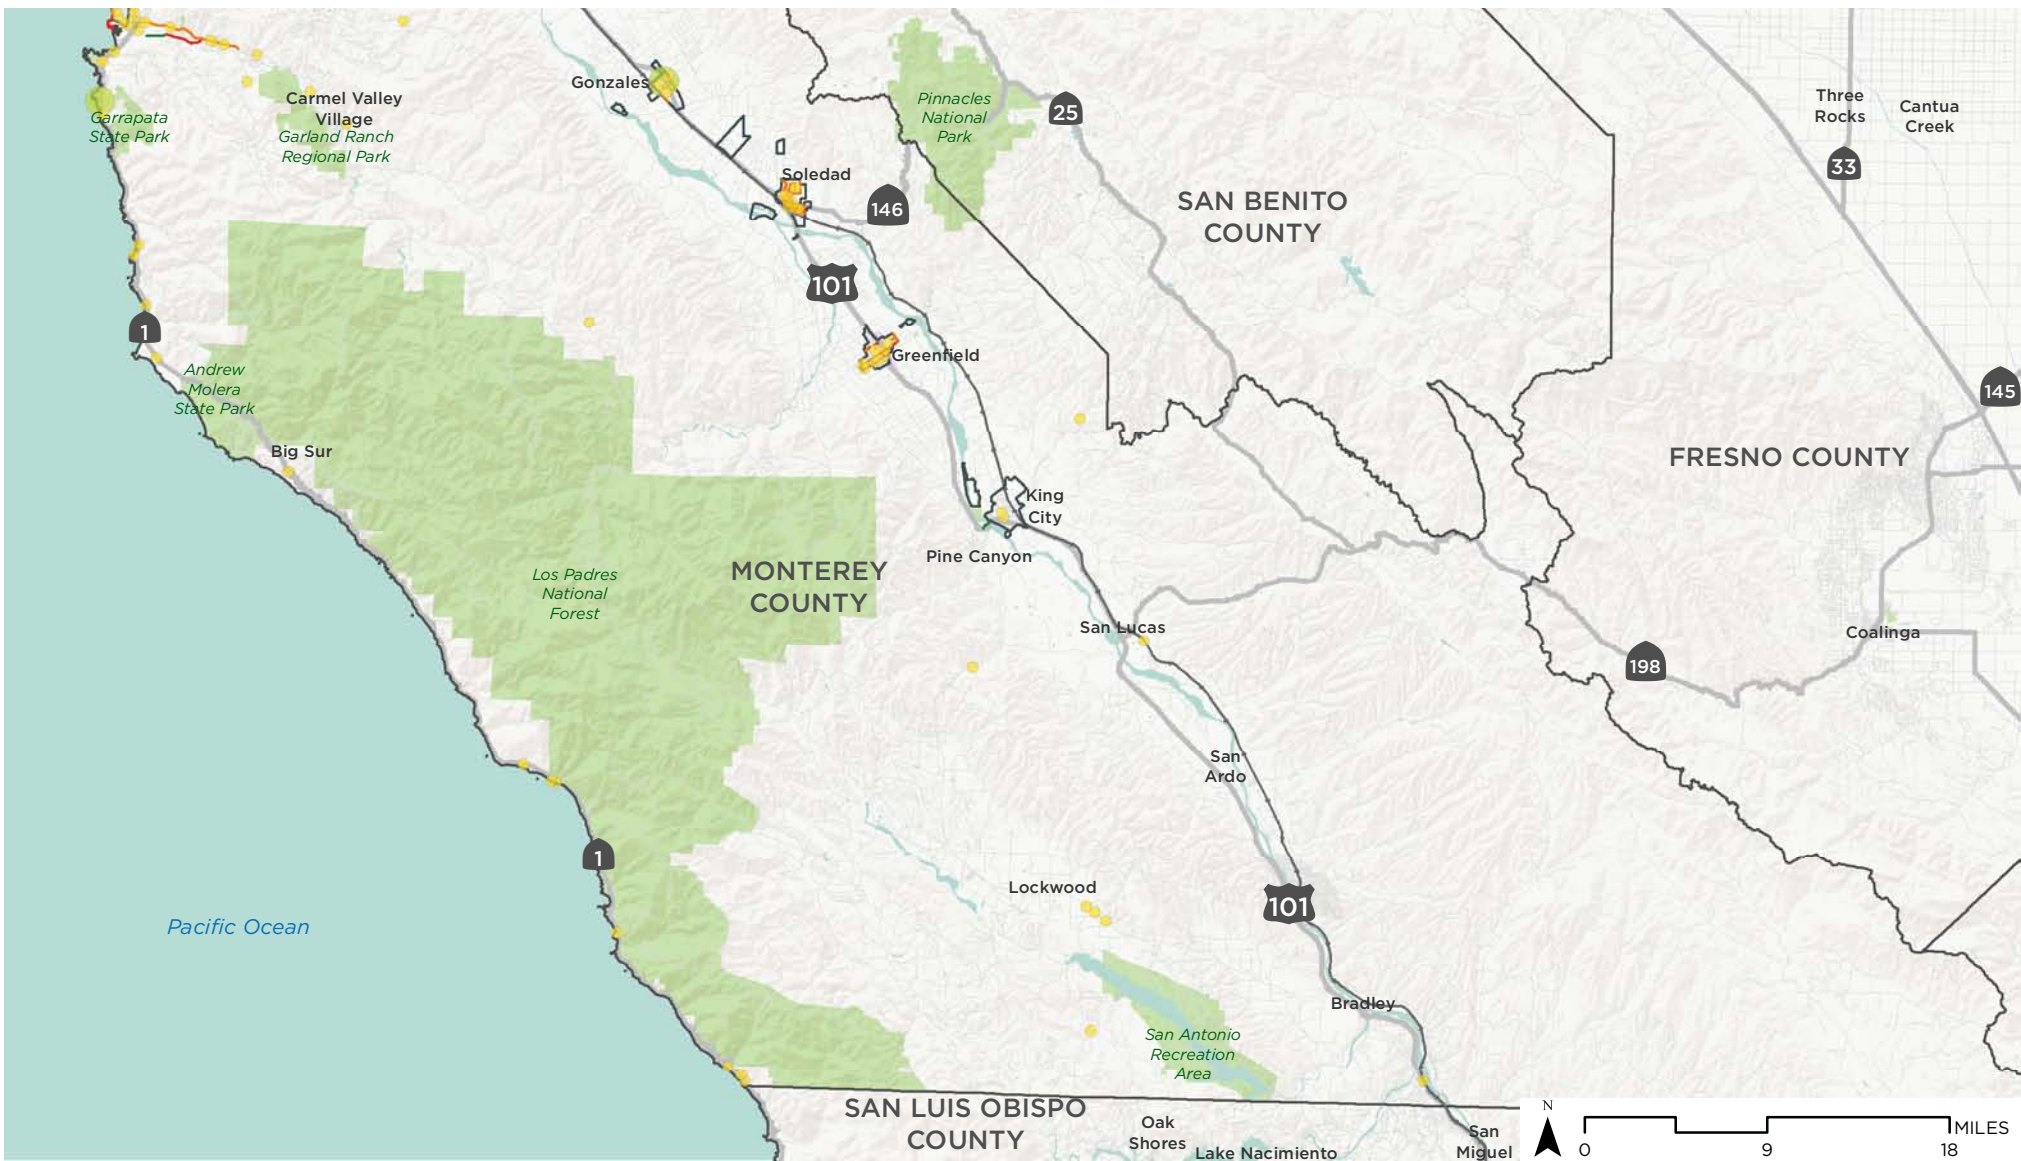 Gonzales
Carmel Valley
Village
Garrapata
State Park
Garland Ranch
Regional Park
Pinnacles
National
Park
25
Three
Rocks
Cantua
Creek
33
Soledad
146
SAN BENITO
COUNTY
101
1
Greenfield
Andrew
Molera
State Park
145
Big Sur
FRESNO COUNTY
King
City
Pine Canyon
MONTEREY
COUNTY
Los Padres
National
Forest
San Lucas
Coalinga
198
San
Ardo
1
Lockwood
101
Pacific Ocean
Bradley
San Antonio
Recreation
Area
SAN LUIS OBISPO
COUNTY
Oak
Shores
Lake Nacimiento
San
Miguel
N
MILES
0
9
18